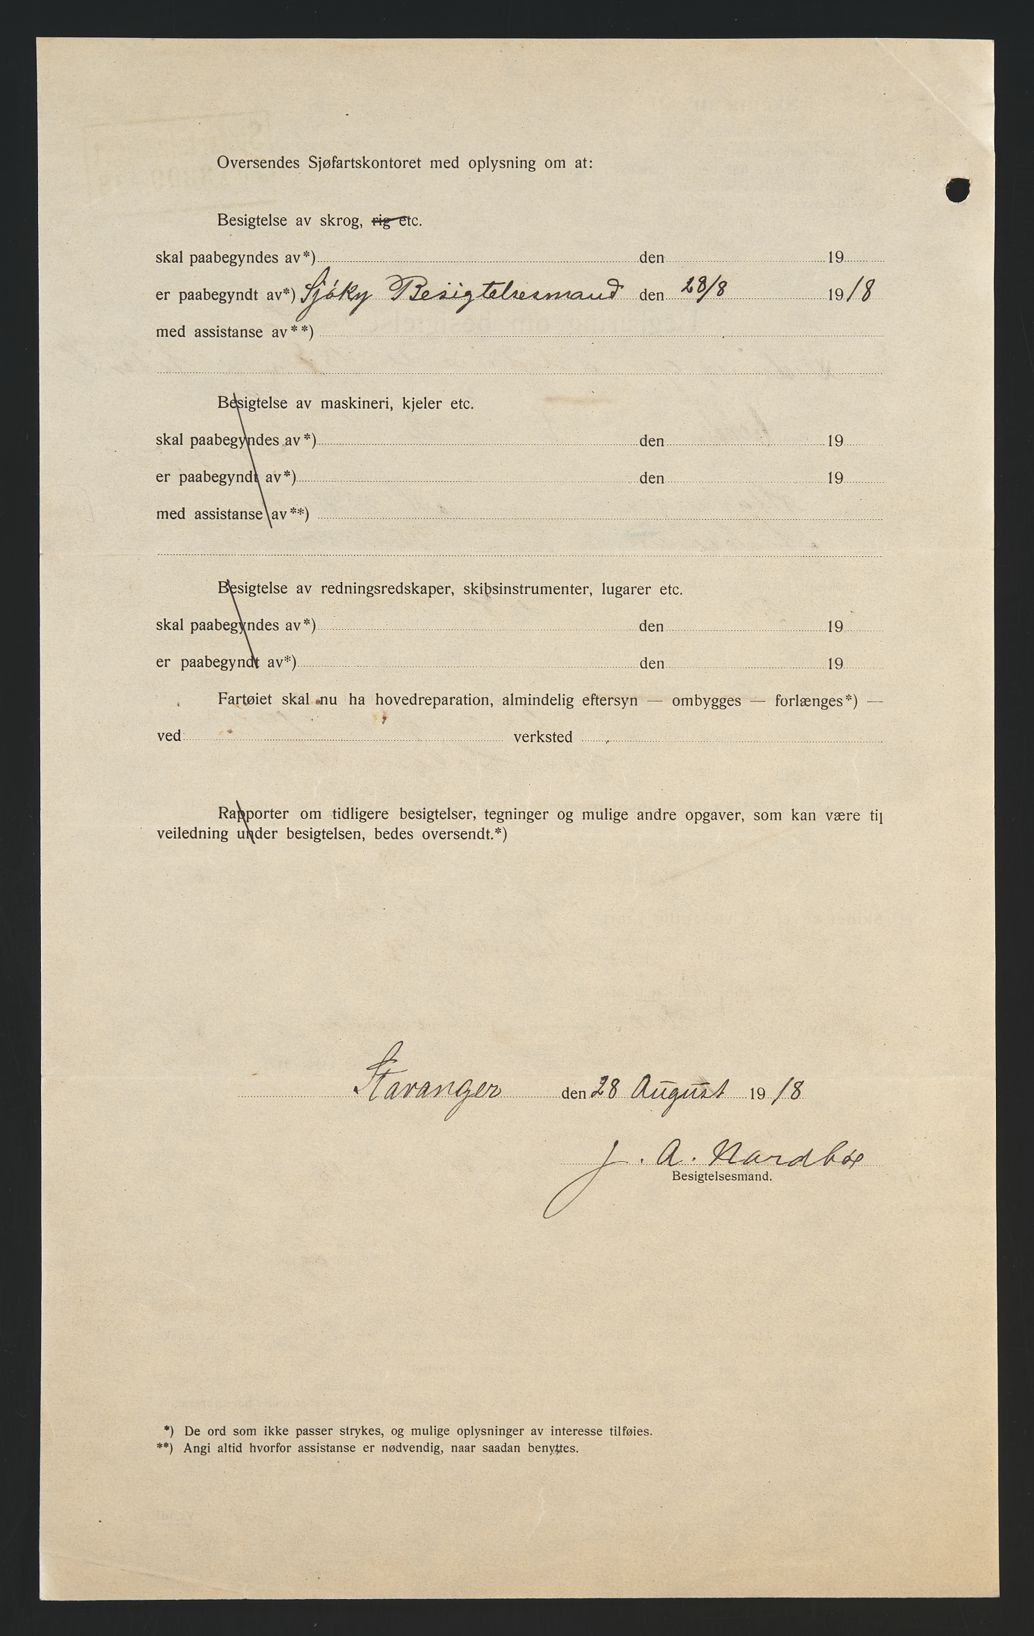 Oversendes Sjøfartskontoret med oplysning om at:
Besigtelse av skrog, rig etc.
skal paabegyndes av*) den 19
er paabegyndt av*) Sjöky Besigtelsesmand den 28/8 1918
med assistanse av**)
Besigtelse av maskineri, kjeler etc.
skal paabegyndes av*) den 19
er paabegyndt av*) den 19
med assistanse av**)
Besigtelse av redningsredskaper, skibsinstrumenter, lugarer etc.
skal paabegyndes av*) den 19
er paabegyndt av*) den 19
Fartøiet skal nu ha hovedreparation, almindelig eftersyn — ombygges — forlænges*) —
ved verksted
Rapporter om tidligere besigtelser, tegninger og mulige andre opgaver, som kan være til
veiledning under besigtelsen, bedes oversendt.*)
Stavanger den 28 August 1918
J. A. Nordbø
Besigtelsesmand.
*) De ord som ikke passer strykes, og mulige oplysninger av interesse tilføies.
**) Angi altid hvorfor assistanse er nødvendig, naar saadan benyttes.